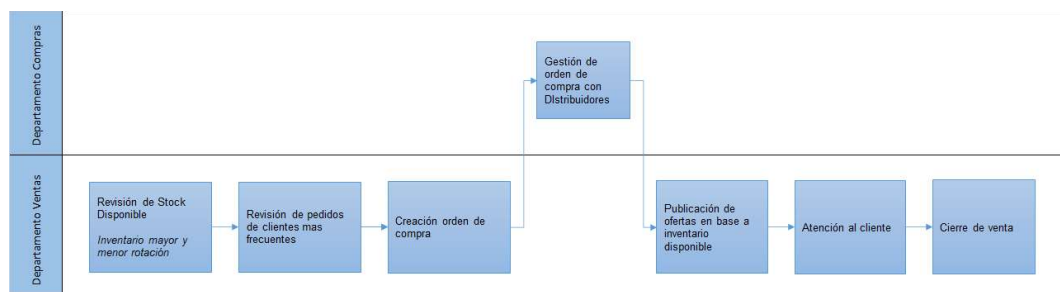 Departamento Compras
Gestión de
orden de
compra con
DIstribuidores
Departamento Ventas
Revisión de Stock
Disponible
Inventario mayor y
menor rotación
Revisión de pedidos
de clientes mas
frecuentes
Creación orden de
compra
Publicación de
ofertas en base a
inventario
disponible
Atención al cliente
Cierre de venta